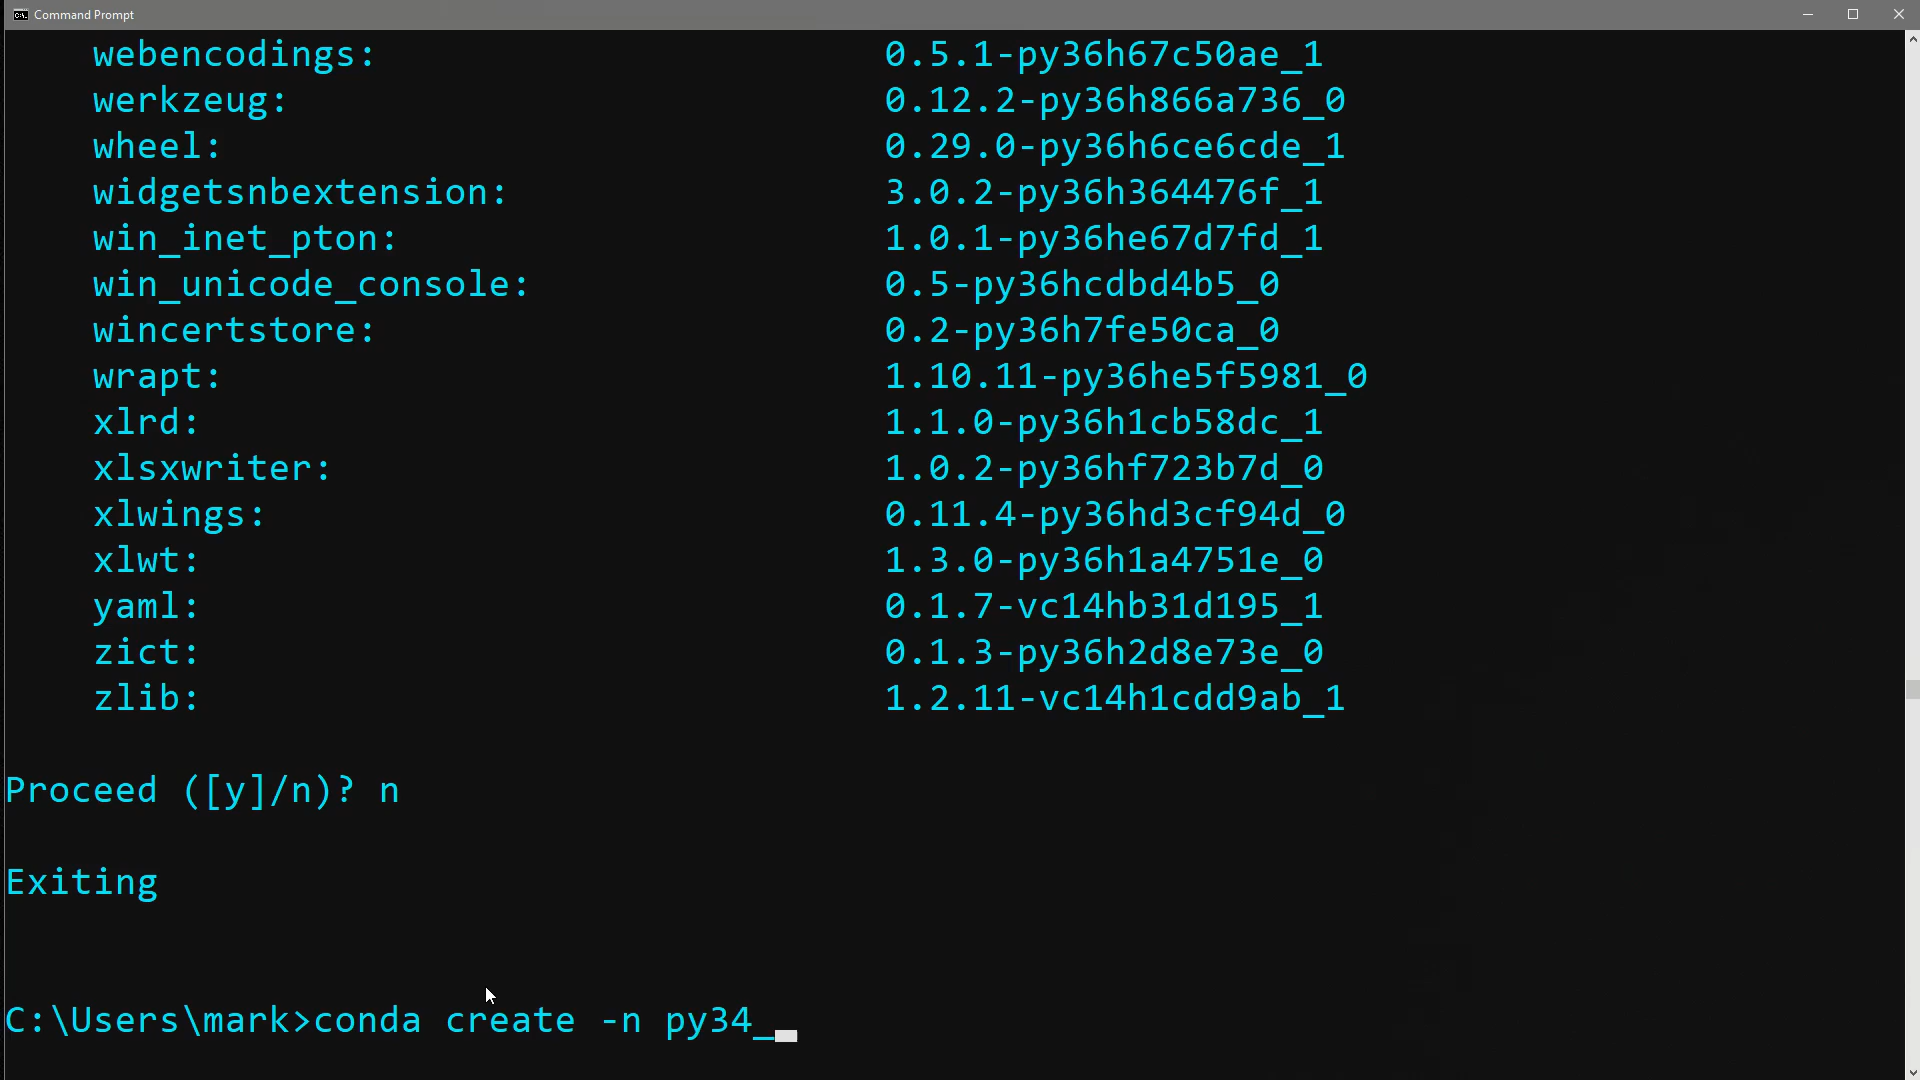 Command Prompt
webencodings: 0.5.1-py36h67c50ae_1
werkzeug: 0.12.2-py36h866a736_0
wheel: 0.29.0-py36h6ce6cde_1
widgetsnbextension: 3.0.2-py36h364476f_1
win_inet_pton: 1.0.1-py36he67d7fd_1
win_unicode_console: 0.5-py36hcdbd4b5_0
wincertstore: 0.2-py36h7fe50ca_0
wrapt: 1.10.11-py36he5f5981_0
xlrd: 1.1.0-py36h1cb58dc_1
xlsxwriter: 1.0.2-py36hf723b7d_0
xlwings: 0.11.4-py36hd3cf94d_0
xlwt: 1.3.0-py36h1a4751e_0
yaml: 0.1.7-vc14hb31d195_1
zict: 0.1.3-py36h2d8e73e_0
zlib: 1.2.11-vc14h1cdd9ab_1
Proceed ([y]/n)? n
Exiting
C:\Users\mark>conda create -n py34_